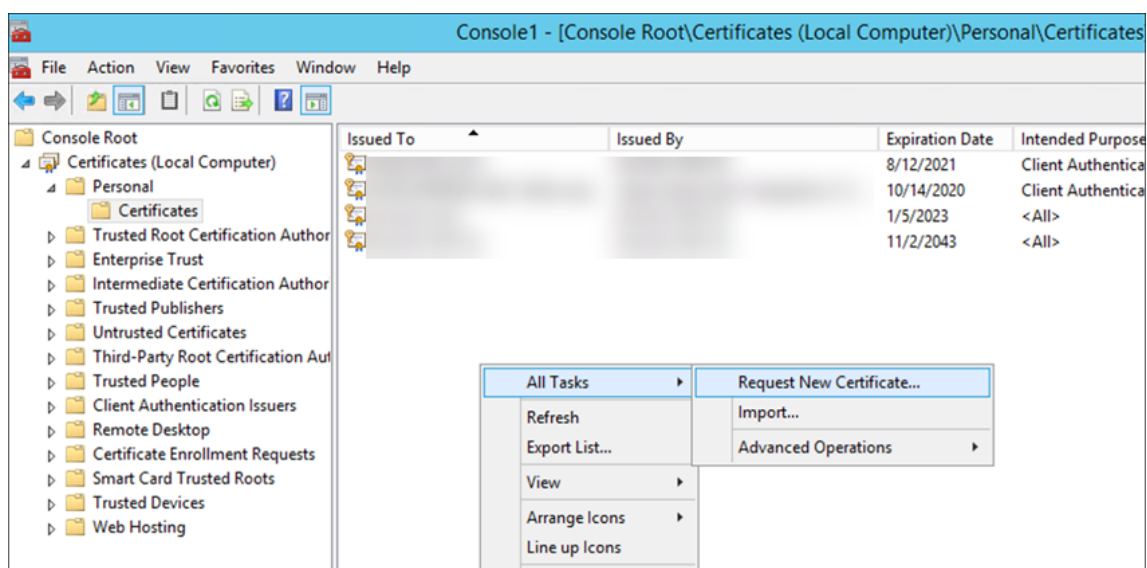 Console1 - [Console Root\Certificates (Local Computer)\Personal\Certificates
File Action View Favorites Window Help
Console Root
Certificates (Local Computer)
Personal
Certificates
Trusted Root Certification Author
Enterprise Trust
Intermediate Certification Author
Trusted Publishers
Untrusted Certificates
Third-Party Root Certification Aut
Trusted People
Client Authentication Issuers
Remote Desktop
Certificate Enrollment Requests
Smart Card Trusted Roots
Trusted Devices
Web Hosting
Issued To Issued By Expiration Date Intended Purpose
8/12/2021 Client Authentica
10/14/2020 Client Authentica
1/5/2023 <All>
11/2/2043 <All>
All Tasks
Refresh
Export List...
View
Arrange Icons
Line up Icons
Request New Certificate...
Import...
Advanced Operations